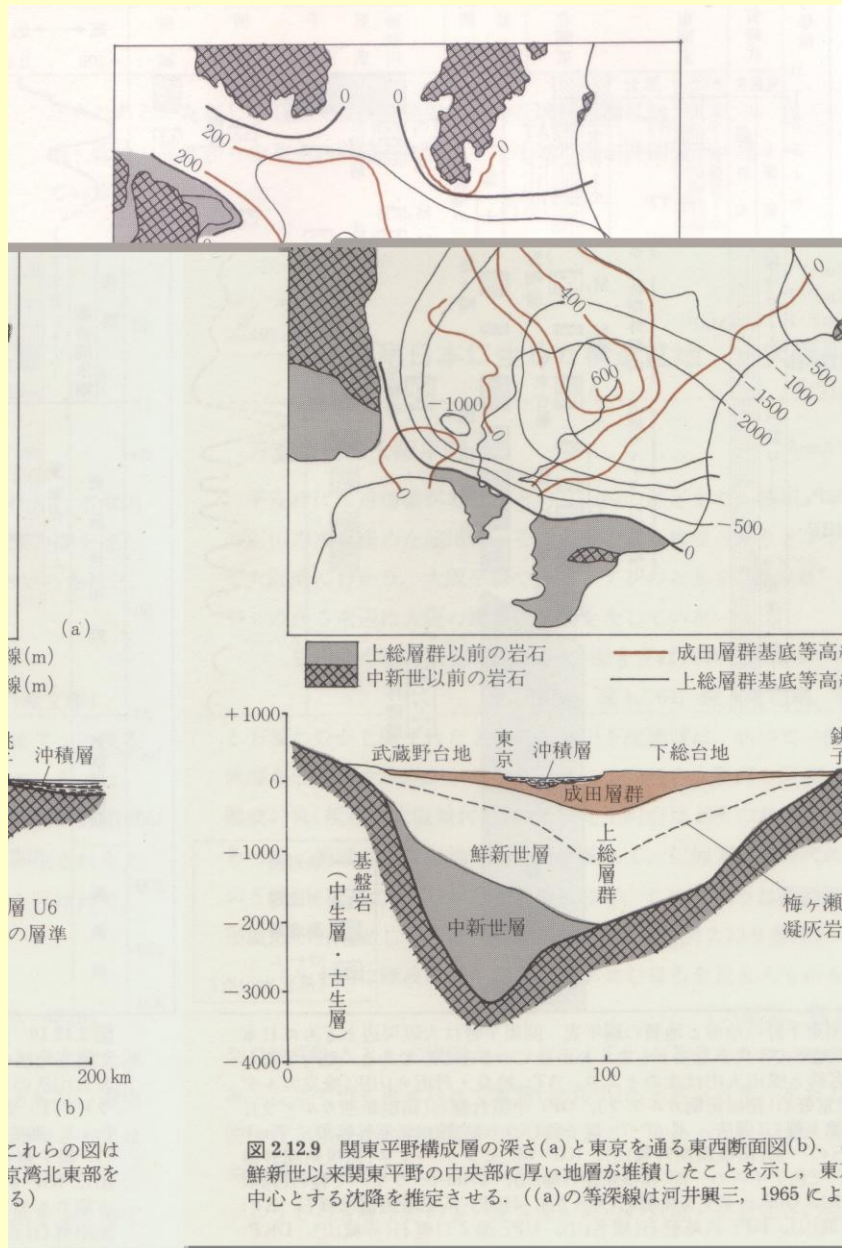 0
0
200
200
0
0
400
-500
-1000
-1500
-2000
600
-1000
0
0
-500
0
(a)
線(m)
線(m)
上総層群以前の岩石
中新世以前の岩石
成田層群基底等高
上総層群基底等高
+1000
0
-1000
-2000
-3000
-4000
武蔵野台地
東京
沖積層
下総台地
銚子
成田層群
鮮新世層
上総層群
中新世層
基盤岩
(中生層・古生層)
梅ヶ瀬
凝灰岩
0
100
沖積層
層 U6
の層準
200 km
(b)
これらの図は
京湾北東部を
る)
図 2.12.9 関東平野構成層の深さ(a)と東京を通る東西断面図(b).
鮮新世以来関東平野の中央部に厚い地層が堆積したことを示し,東
中心とする沈降を推定させる.((a)の等深線は河井興三,1965によ